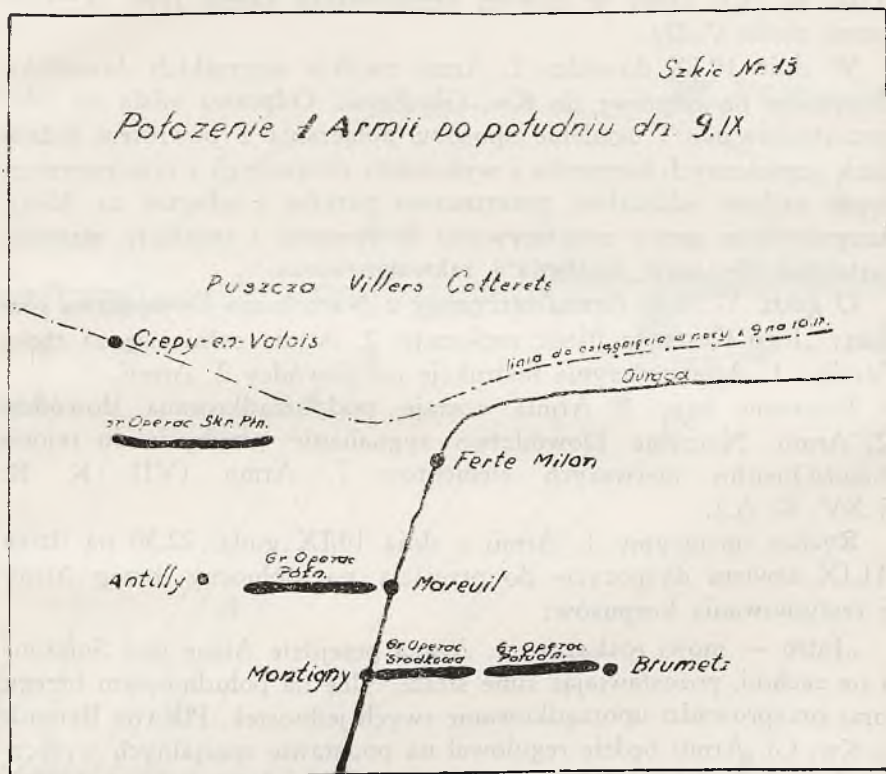 Szkic Nr 13
Położenie 1 Armii po południu dn 9.IX
Puszcza Villers Cotterets
Crepy-en-Valois
linia do osiągnięcia w nocy z 9 na 10.IX.
Ourcq
gr Operac Skr. Płn.
Ferte Milon
Gr. Operac
Półn.
Antilly
Mareuil
Gr Operac
Środkowa
Gr. Operac
Połudn.
Montigny
Brumets